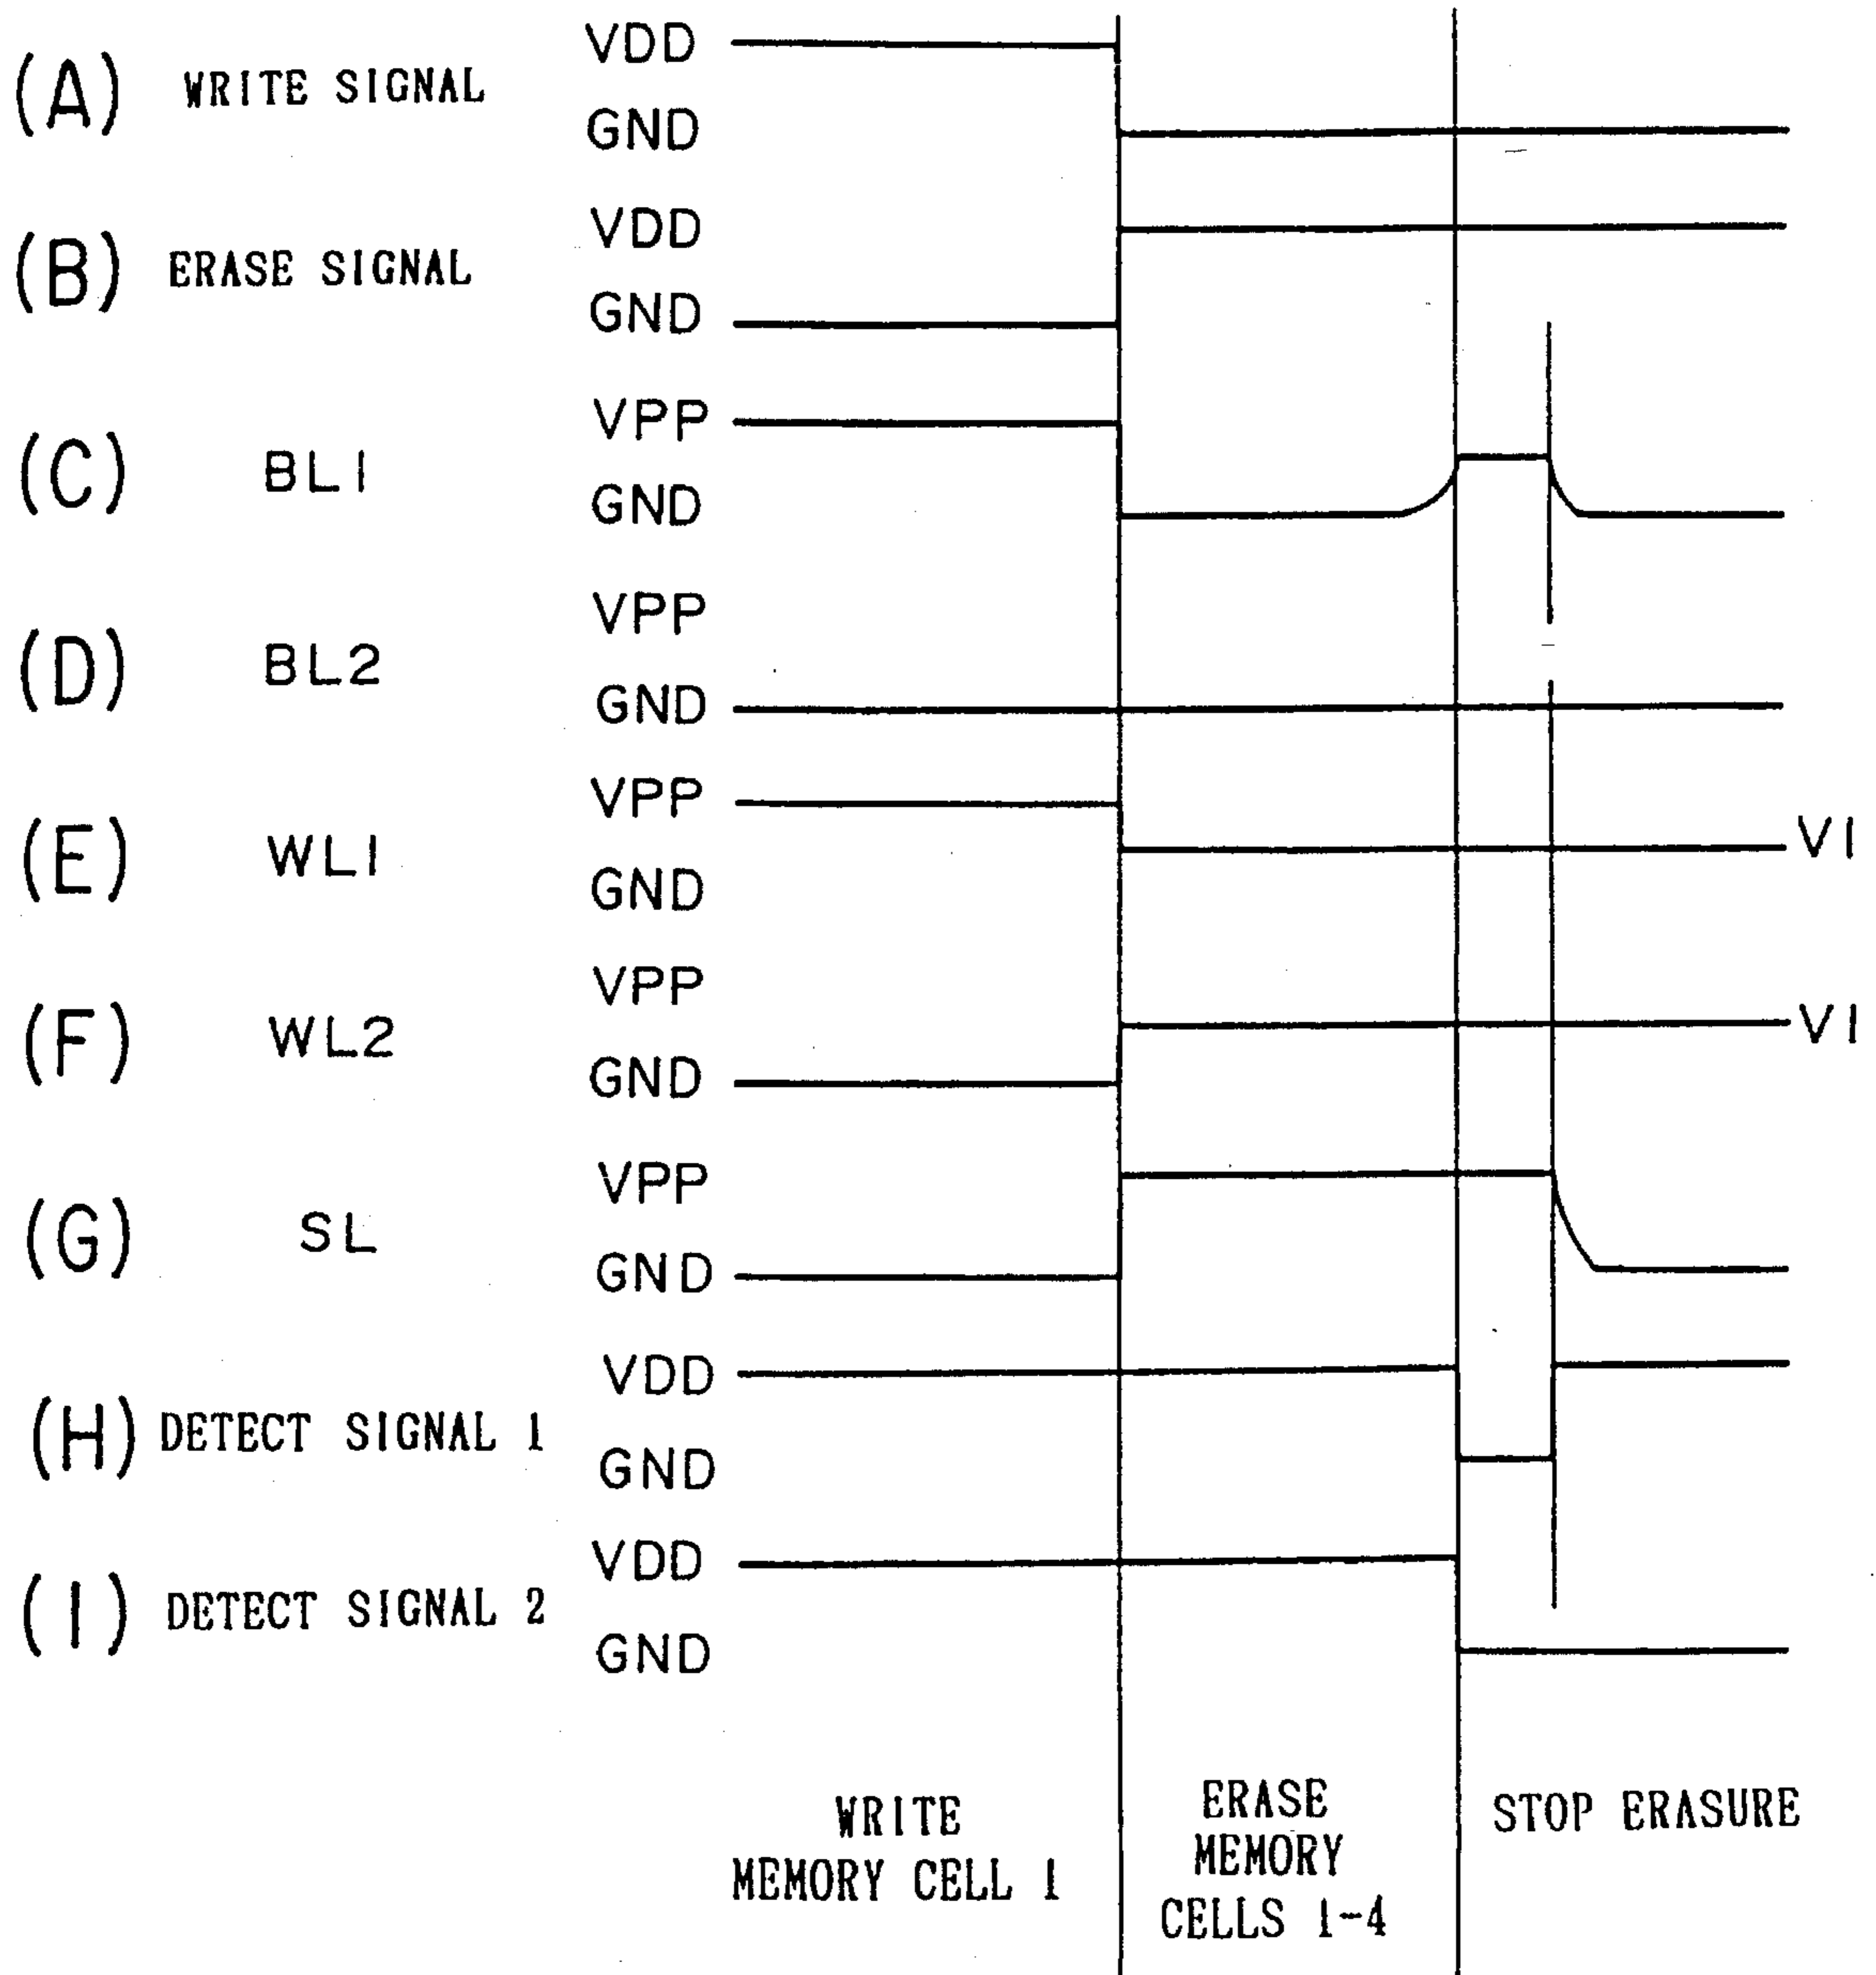 (A) WRITE SIGNAL VDD
GND
(B) ERASE SIGNAL VDD
GND
(C) BL1 VPP
GND
(D) BL2 VPP
GND
(E) WL1 VPP
GND
V1
(F) WL2 VPP
GND
V1
(G) SL VPP
GND
(H) DETECT SIGNAL 1 VDD
GND
(I) DETECT SIGNAL 2 VDD
GND
WRITE
MEMORY CELL 1
ERASE
MEMORY
CELLS 1-4
STOP ERASURE